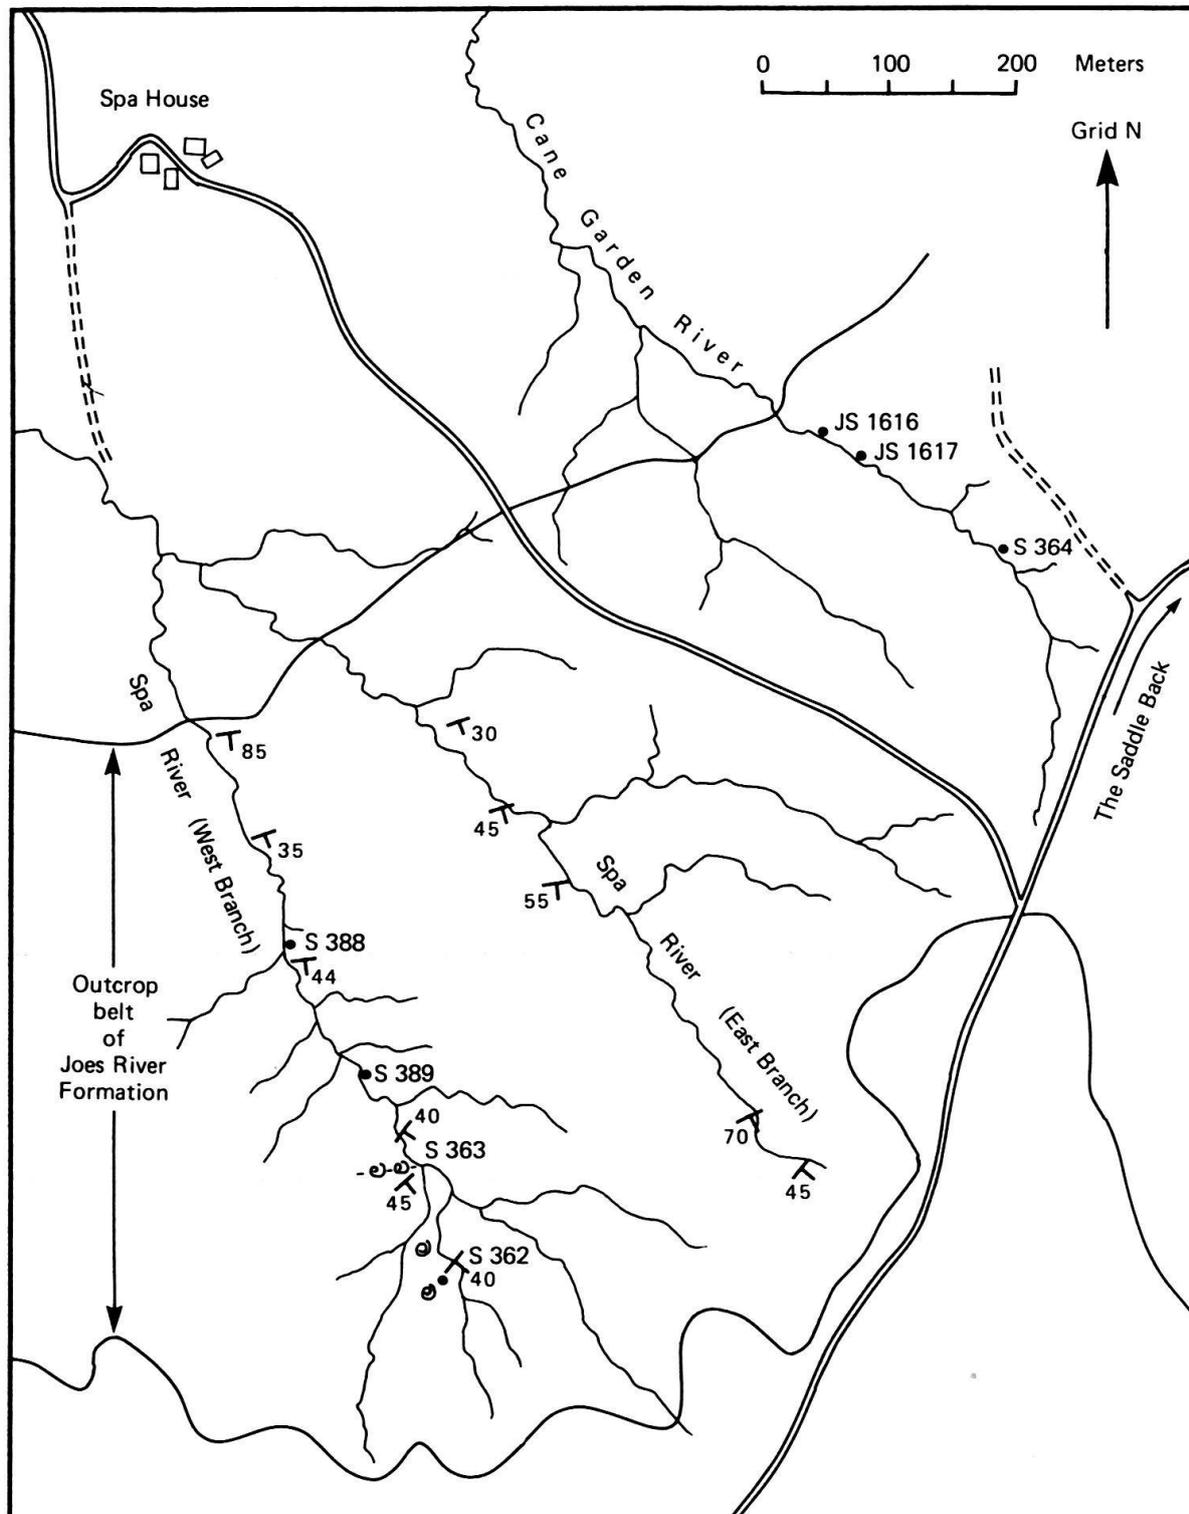 0 100 200 Meters
Spa House
Grid N
Cane Garden River
JS 1616
JS 1617
S 364
The Saddle Back
Spa
River (West Branch)
85
30
45
35
55
Spa
River
(East Branch)
S 388
44
Outcrop
belt
of
Joes River
Formation
S 389
40
S 363
45
70
45
S 362
40